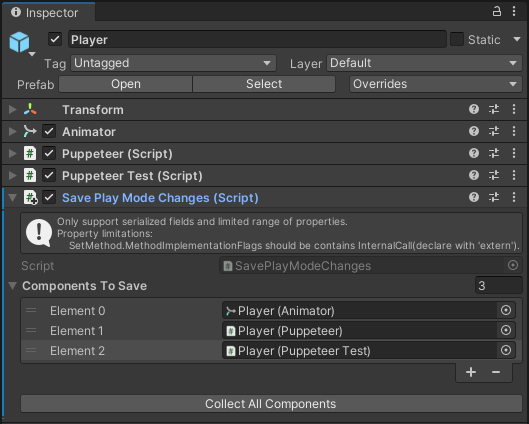 Inspector
Player
Static
Tag Untagged Layer Default
Prefab Open Select Overrides
Transform
Animator
Puppeteer (Script)
Puppeteer Test (Script)
Save Play Mode Changes (Script)
Only support serialized fields and limited range of properties.
Property limitations:
SetMethod.MethodImplementationFlags should be contains InternalCall(declare with 'extern').
Script SavePlayModeChanges
Components To Save 3
Element 0 Player (Animator)
Element 1 Player (Puppeteer)
Element 2 Player (Puppeteer Test)
+ −
Collect All Components